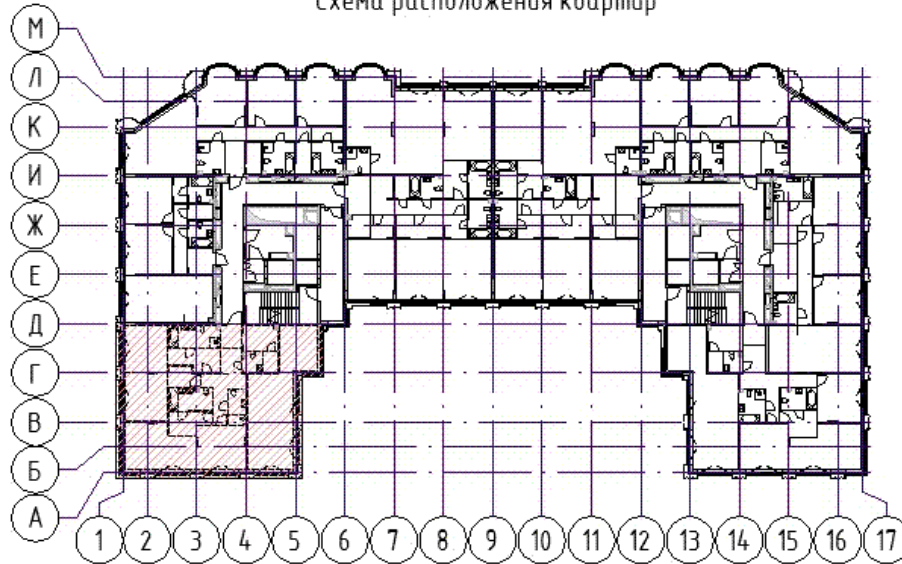 Схема расположения квартир
М
Л
К
И
Ж
Е
Д
Г
В
Б
А
1 2 3 4 5 6 7 8 9 10 11 12 13 14 15 16 17